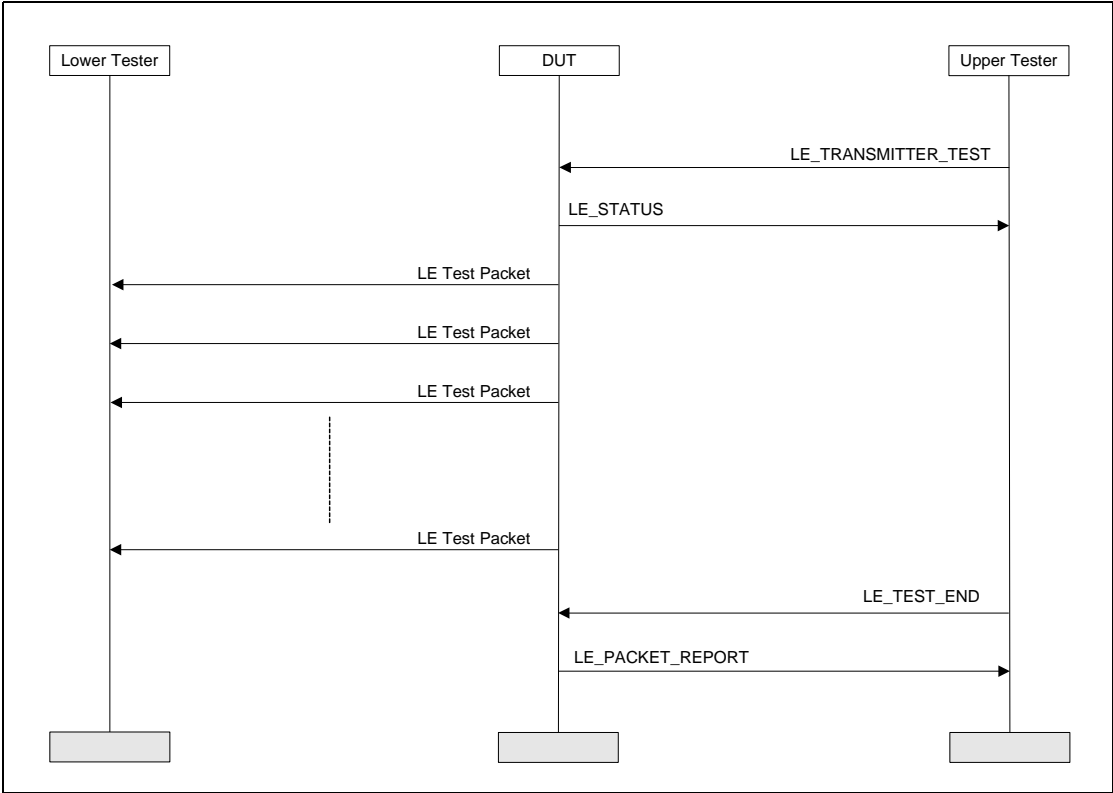 Lower Tester
DUT
Upper Tester
LE_TRANSMITTER_TEST
LE_STATUS
LE Test Packet
LE Test Packet
LE Test Packet
LE Test Packet
LE_TEST_END
LE_PACKET_REPORT